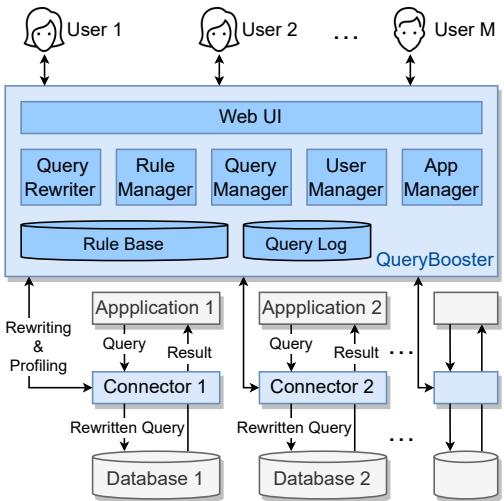 User 1
User 2
...
User M
Web UI
Query
Rewriter
Rule
Manager
Query
Manager
User
Manager
App
Manager
Rule Base
Query Log
QueryBooster
Rewriting
&
Profiling
Appplication 1
Appplication 2
Query
Result
Query
Result
...
Connector 1
Connector 2
Rewritten Query
Rewritten Query
...
Database 1
Database 2